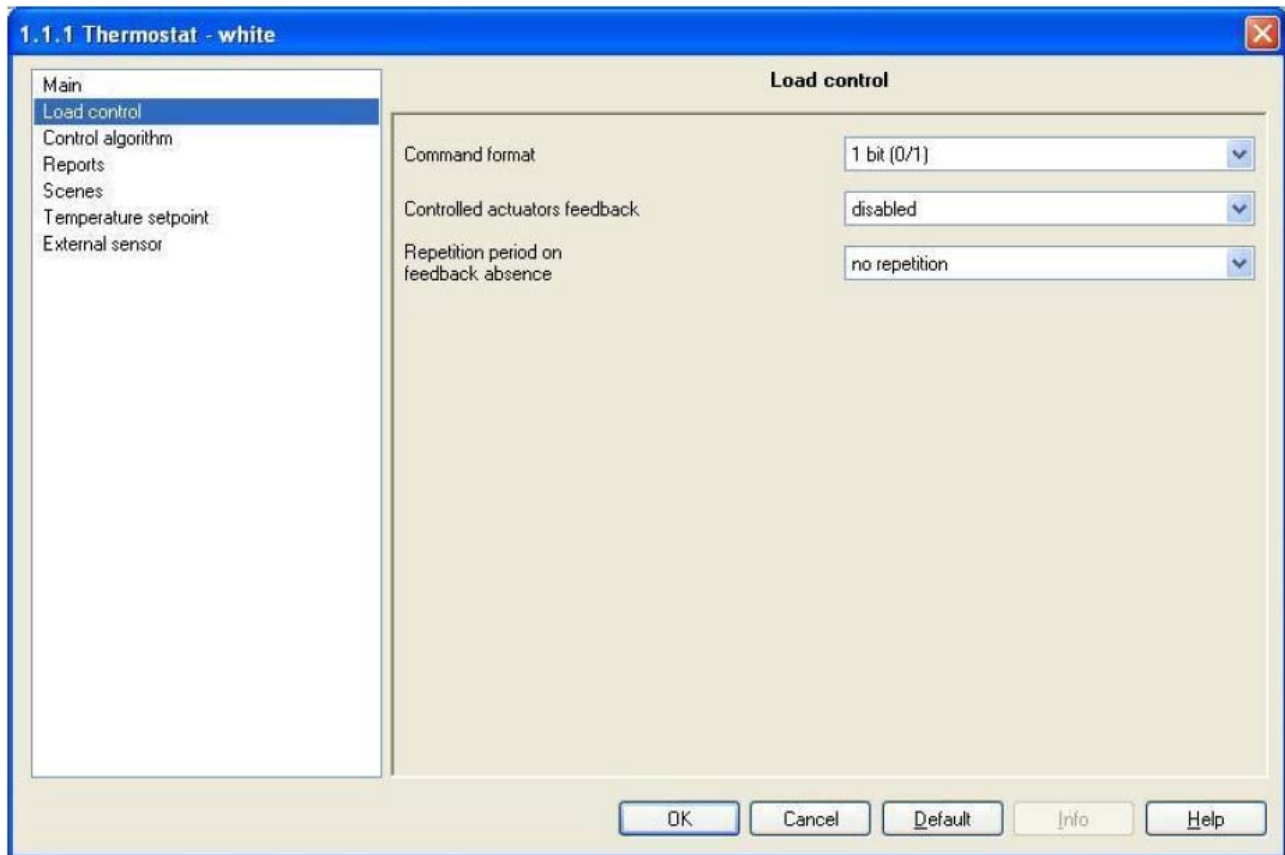 1.1.1 Thermostat - white
Main
Load control
Control algorithm
Reports
Scenes
Temperature setpoint
External sensor
Load control
Command format
1 bit (0/1)
Controlled actuators feedback
disabled
Repetition period on
feedback absence
no repetition
OK Cancel Default Info Help